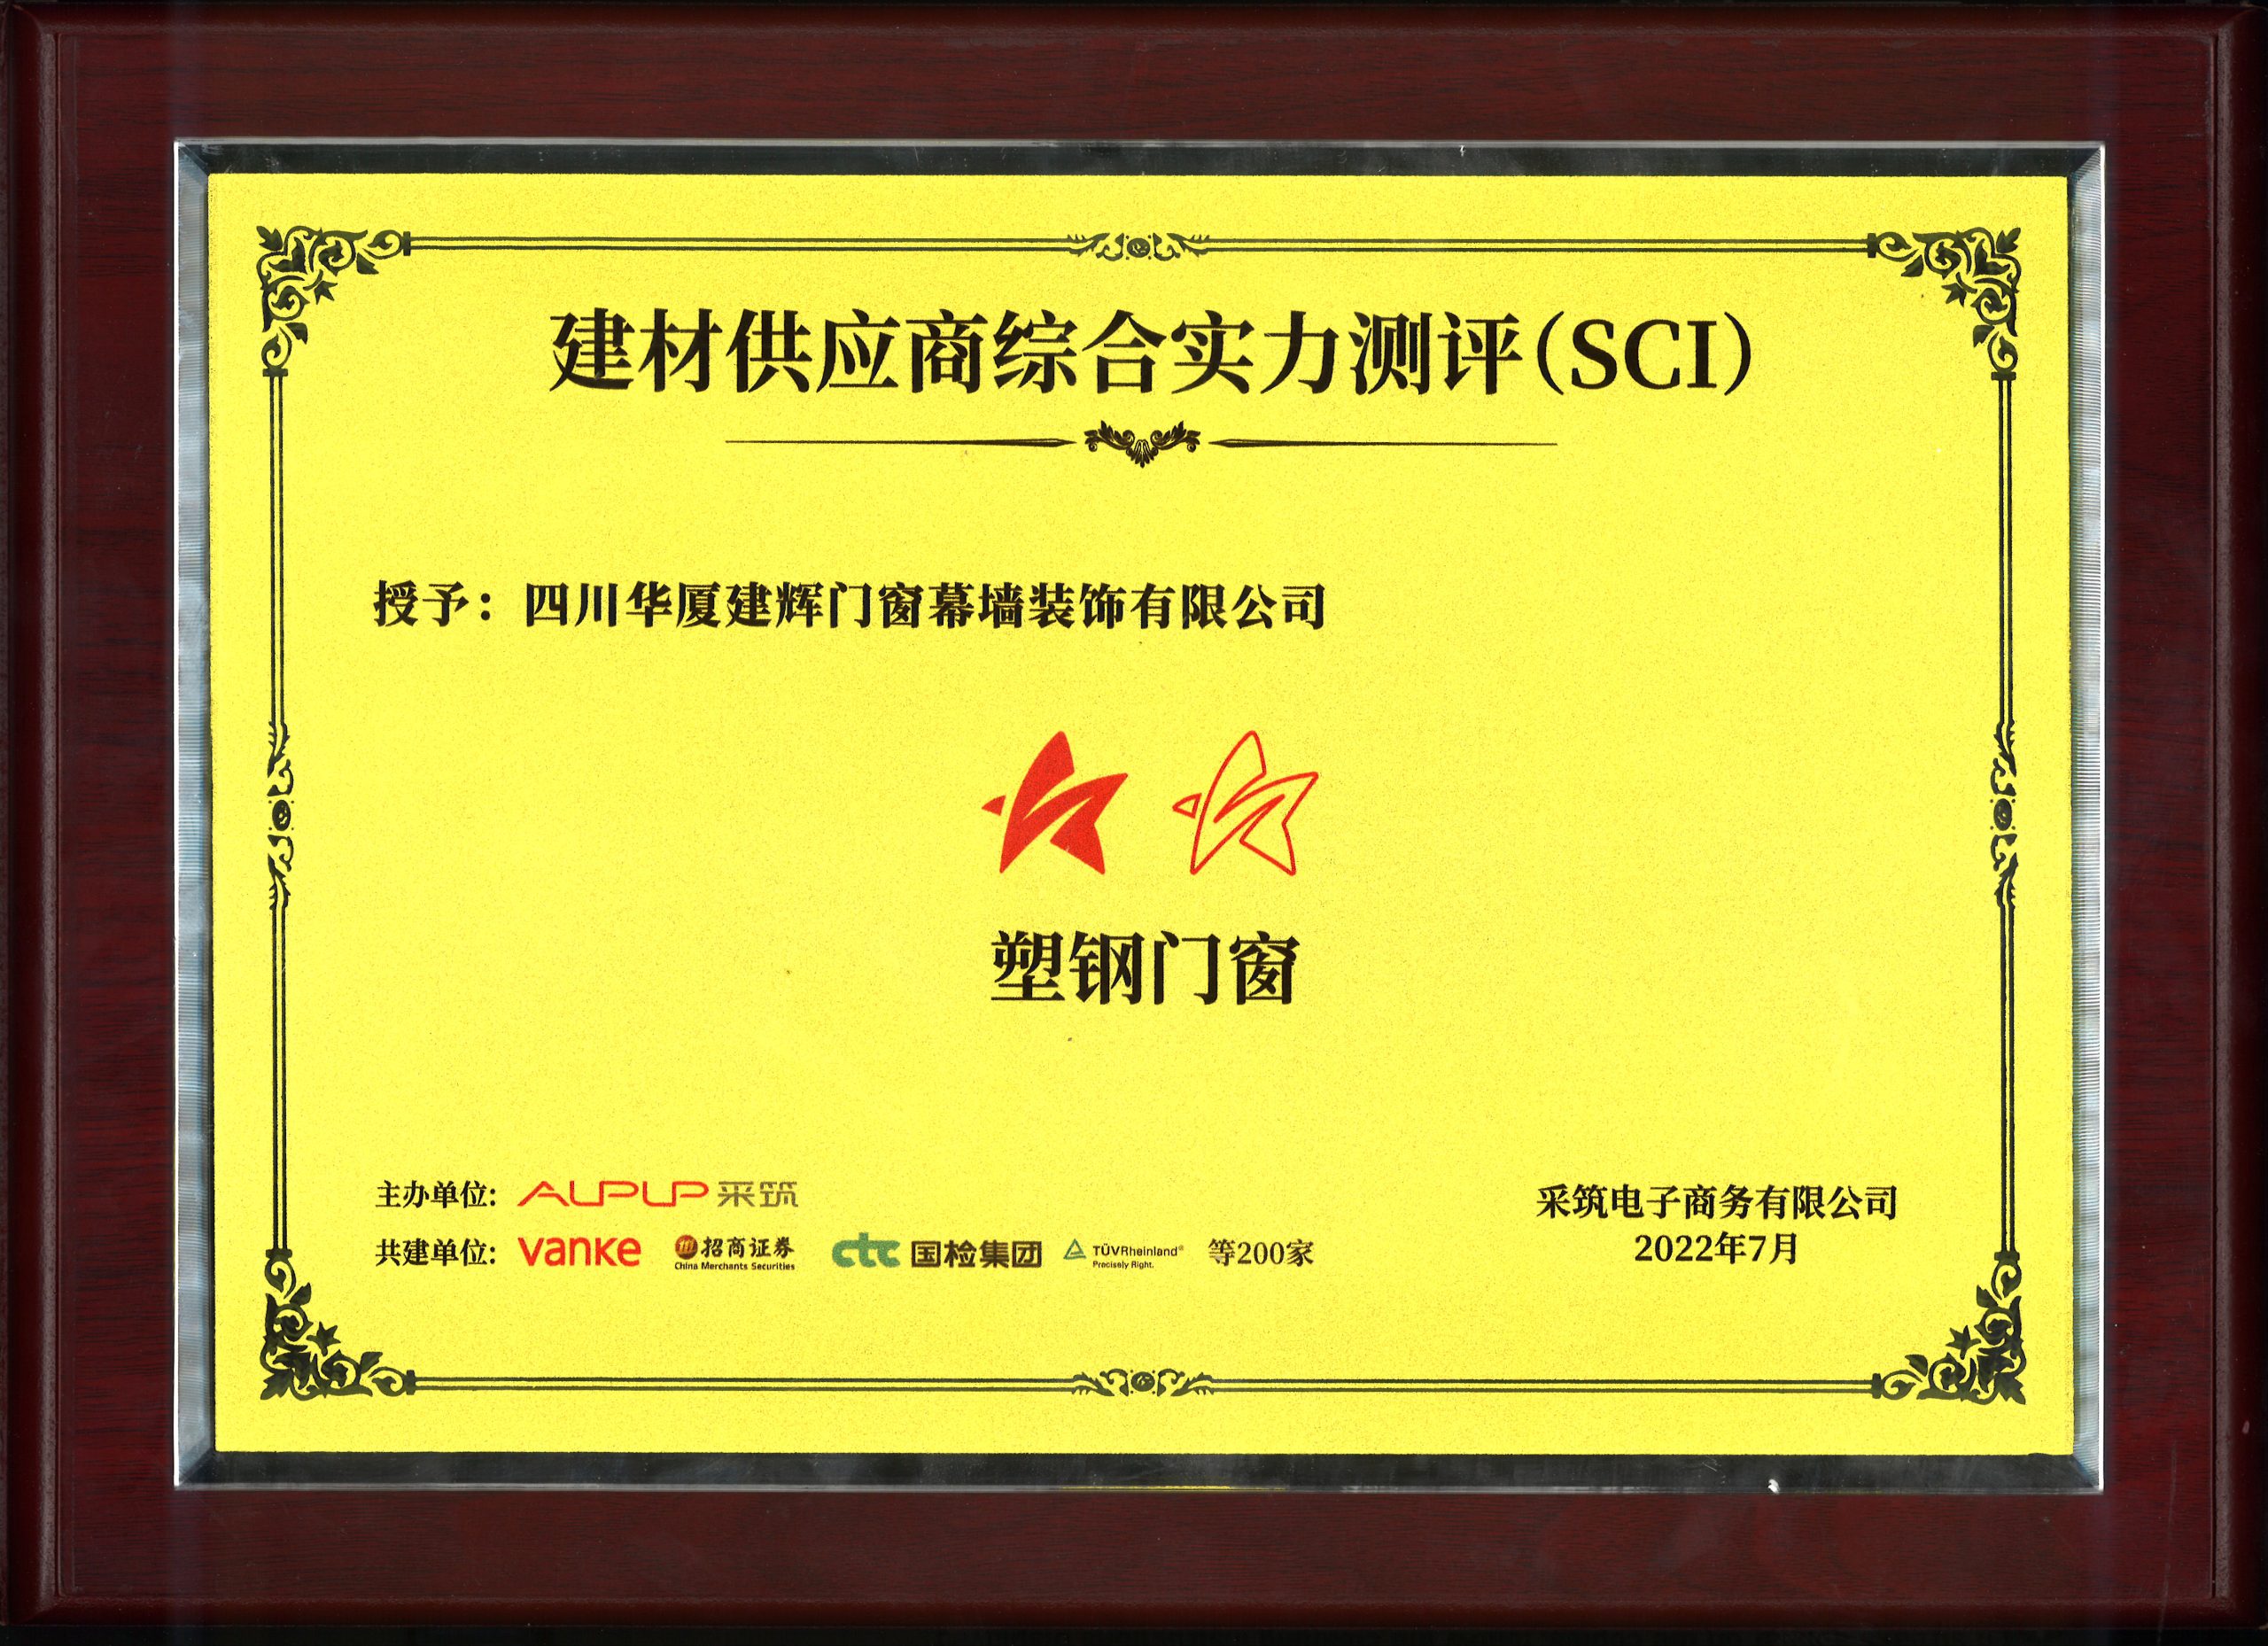 建材供应商综合实力测评(SCI)
授予：四川华厦建辉门窗幕墙装饰有限公司
塑钢门窗
主办单位: AUPUP 采筑
共建单位: vanke 招商证券 China Merchants Securities ctc 国检集团 TÜVRheinland® Precisely Right. 等200家
采筑电子商务有限公司
2022年7月